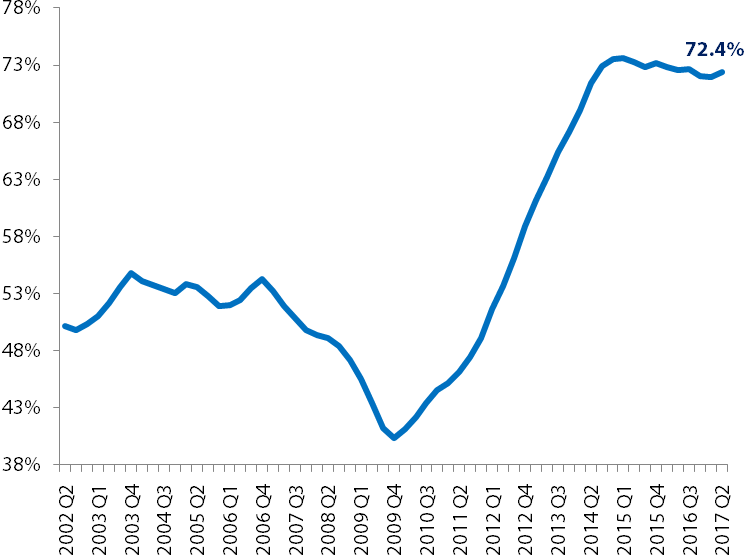 78%
72.4%
73%
68%
63%
58%
53%
48%
43%
38%
2002 Q2
2003 Q1
2003 Q4
2004 Q3
2005 Q2
2006 Q1
2006 Q4
2007 Q3
2008 Q2
2009 Q1
2009 Q4
2010 Q3
2011 Q2
2012 Q1
2012 Q4
2013 Q3
2014 Q2
2015 Q1
2015 Q4
2016 Q3
2017 Q2